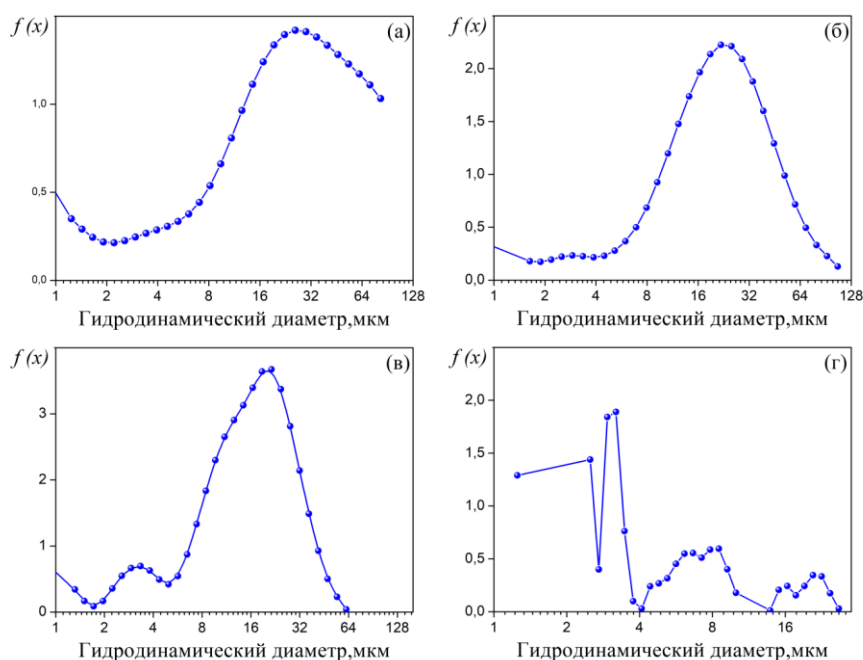 f (x)
(а)
1,0
0,5
0,0
1 2 4 8 16 32 64 128
Гидродинамический диаметр,мкм
f (x)
(б)
2,0
1,5
1,0
0,5
0,0
1 2 4 8 16 32 64 128
Гидродинамический диаметр,мкм
f (x)
(в)
3
2
1
0
1 2 4 8 16 32 64 128
Гидродинамический диаметр,мкм
f (x)
(г)
2,0
1,5
1,0
0,5
0,0
1 2 4 8 16
Гидродинамический диаметр,мкм